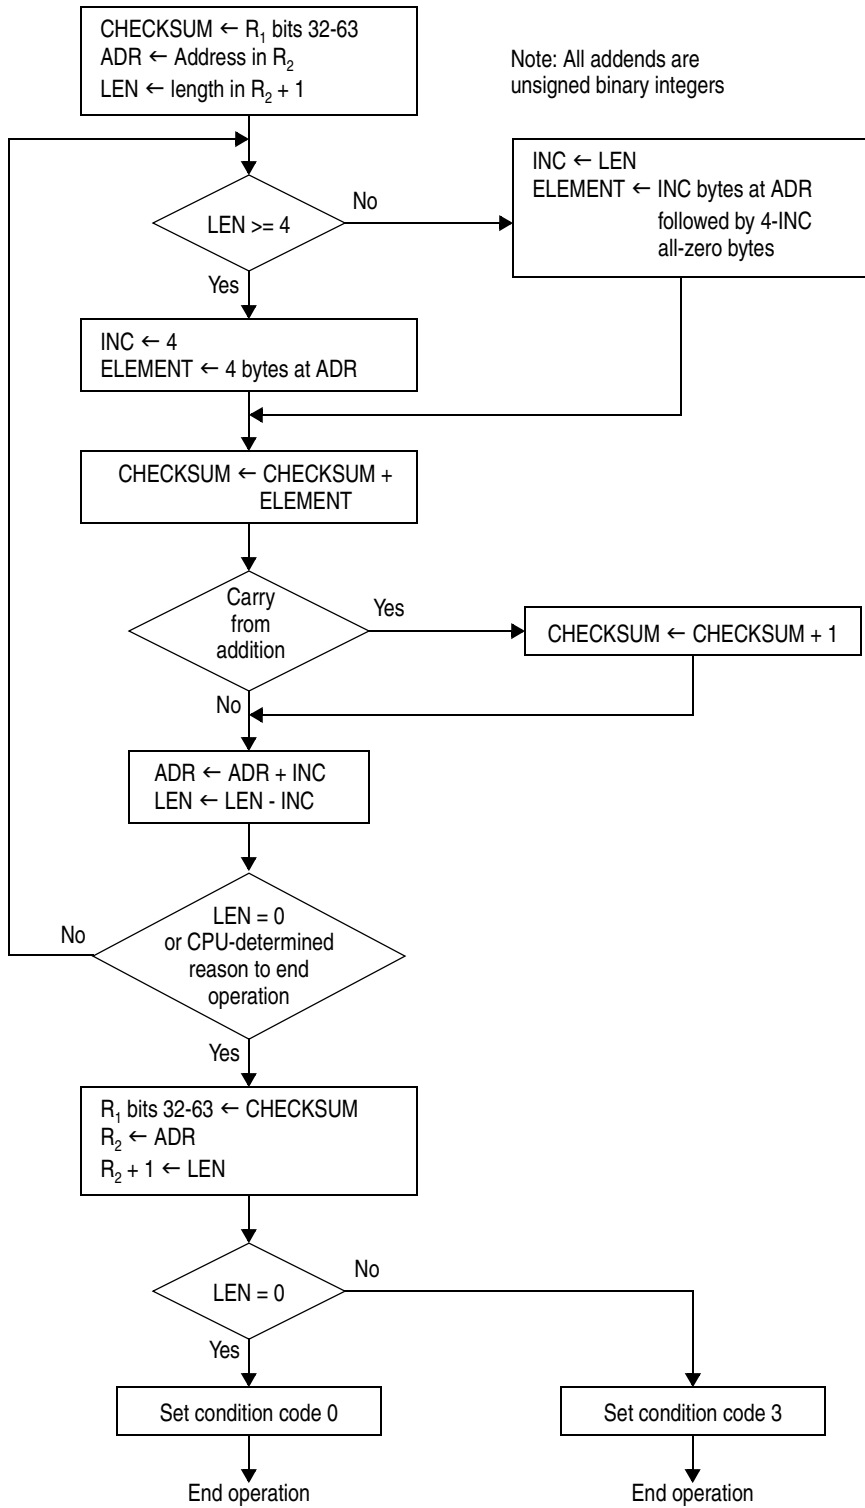 CHECKSUM ← R₁ bits 32-63
ADR ← Address in R₂
LEN ← length in R₂ + 1
Note: All addends are
unsigned binary integers
LEN >= 4
No
Yes
INC ← LEN
ELEMENT ← INC bytes at ADR
followed by 4-INC
all-zero bytes
INC ← 4
ELEMENT ← 4 bytes at ADR
CHECKSUM ← CHECKSUM +
ELEMENT
Carry
from
addition
Yes
No
CHECKSUM ← CHECKSUM + 1
ADR ← ADR + INC
LEN ← LEN - INC
LEN = 0
or CPU-determined
reason to end
operation
No
Yes
R₁ bits 32-63 ← CHECKSUM
R₂ ← ADR
R₂ + 1 ← LEN
LEN = 0
No
Yes
Set condition code 0
Set condition code 3
End operation
End operation